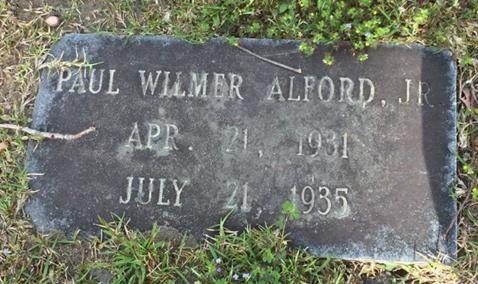 PAUL WILMER ALFORD, JR
APR. 21, 1931
JULY 21, 1935